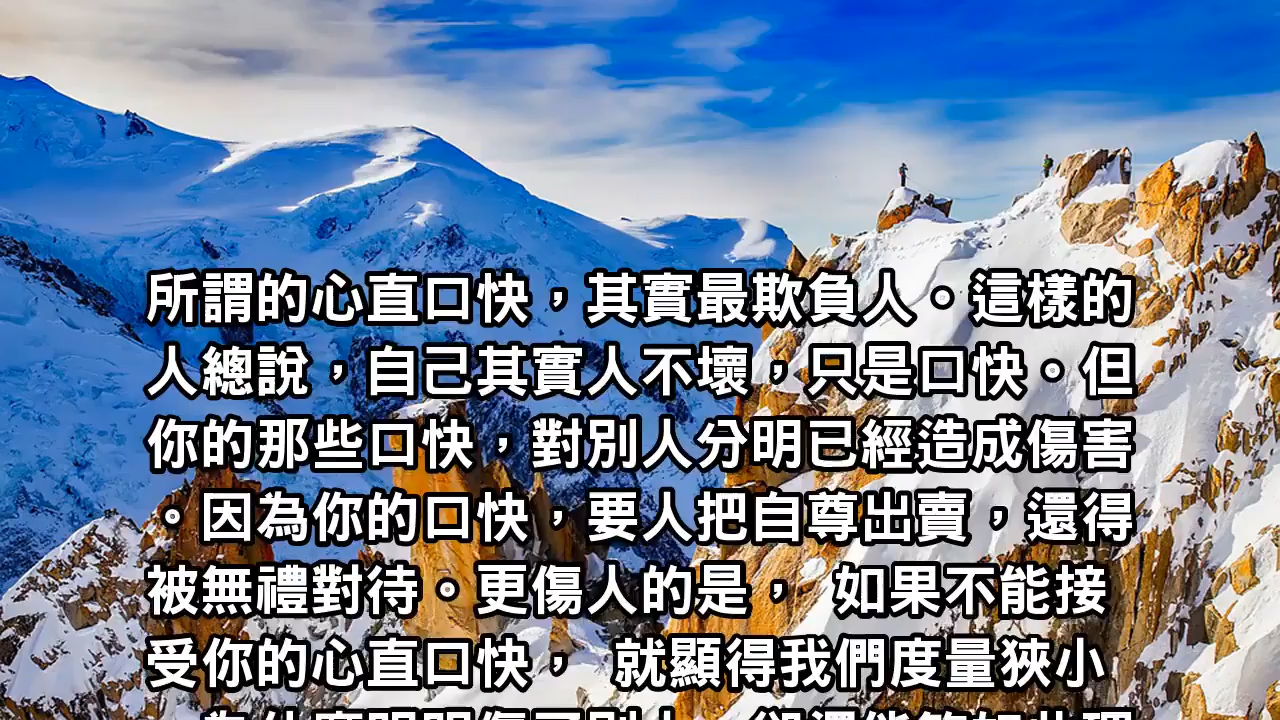 所謂的心直口快，其實最欺負人。這樣的
人總說，自己其實人不壞，只是口快。但
你的那些口快，對別人分明已經造成傷害
。因為你的口快，要人把自尊出賣，還得
被無禮對待。更傷人的是， 如果不能接
受你的心直口快， 就顯得我們度量狹小